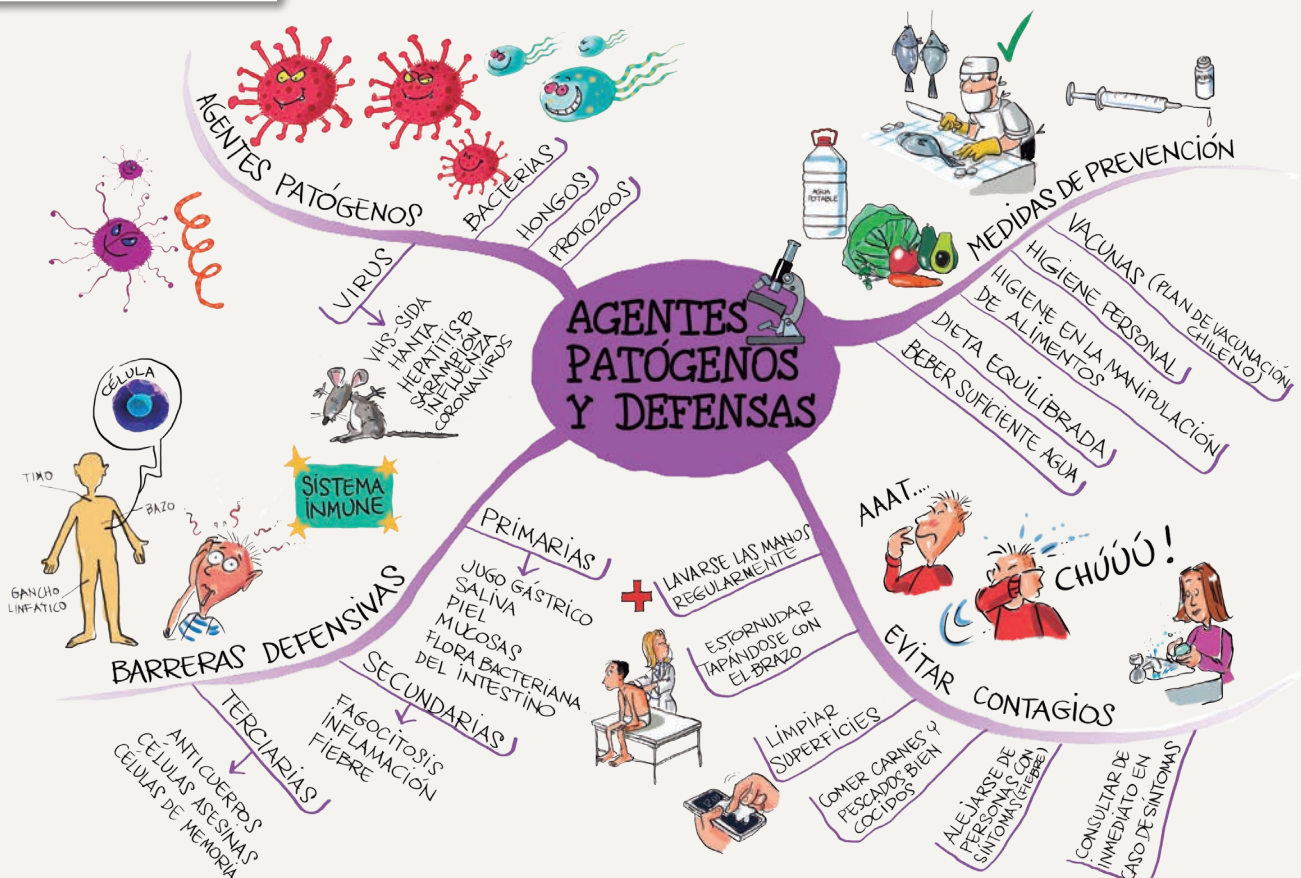 AGENTES
PATÓGENOS
Y DEFENSAS
AGENTES PATÓGENOS
VIRUS
VHS-SIDA
HANTA
HEPATITIS B
SARAMPIÓN
INFLUENZA
CORONAVIRUS
BACTERIAS
HONGOS
PROTOZOOS
AGUA
POTABLE
MEDIDAS DE PREVENCIÓN
VACUNAS (PLAN DE VACUNACIÓN
CHILENO)
HIGIENE PERSONAL
HIGIENE EN LA MANIPULACIÓN
DE ALIMENTOS
DIETA EQUILIBRADA
BEBER SUFICIENTE AGUA
CÉLULA
TIMO
BAZO
GANCHO
LINFATICO
SISTEMA
INMUNE
BARRERAS DEFENSIVAS
PRIMARIAS
JUGO GÁSTRICO
SALIVA
PIEL
MUCOSAS
FLORA BACTERIANA
DEL INTESTINO
SECUNDARIAS
FAGOCITOSIS
INFLAMACIÓN
FIEBRE
TERCIARIAS
ANTICUERPOS
CÉLULAS ASESINAS
CÉLULAS DE MEMORIA
AAAT....
CHÚÚÚ!
EVITAR CONTAGIOS
LAVARSE LAS MANOS
REGULARMENTE
ESTORNUDAR
TAPÁNDOSE CON
EL BRAZO
LIMPIAR
SUPERFICIES
COMER CARNES Y
PESCADOS BIEN
COCIDOS
ALEJARSE DE
PERSONAS CON
SÍNTOMAS (FIEBRE)
CONSULTAR DE
INMEDIATO EN
CASO DE SÍNTOMAS